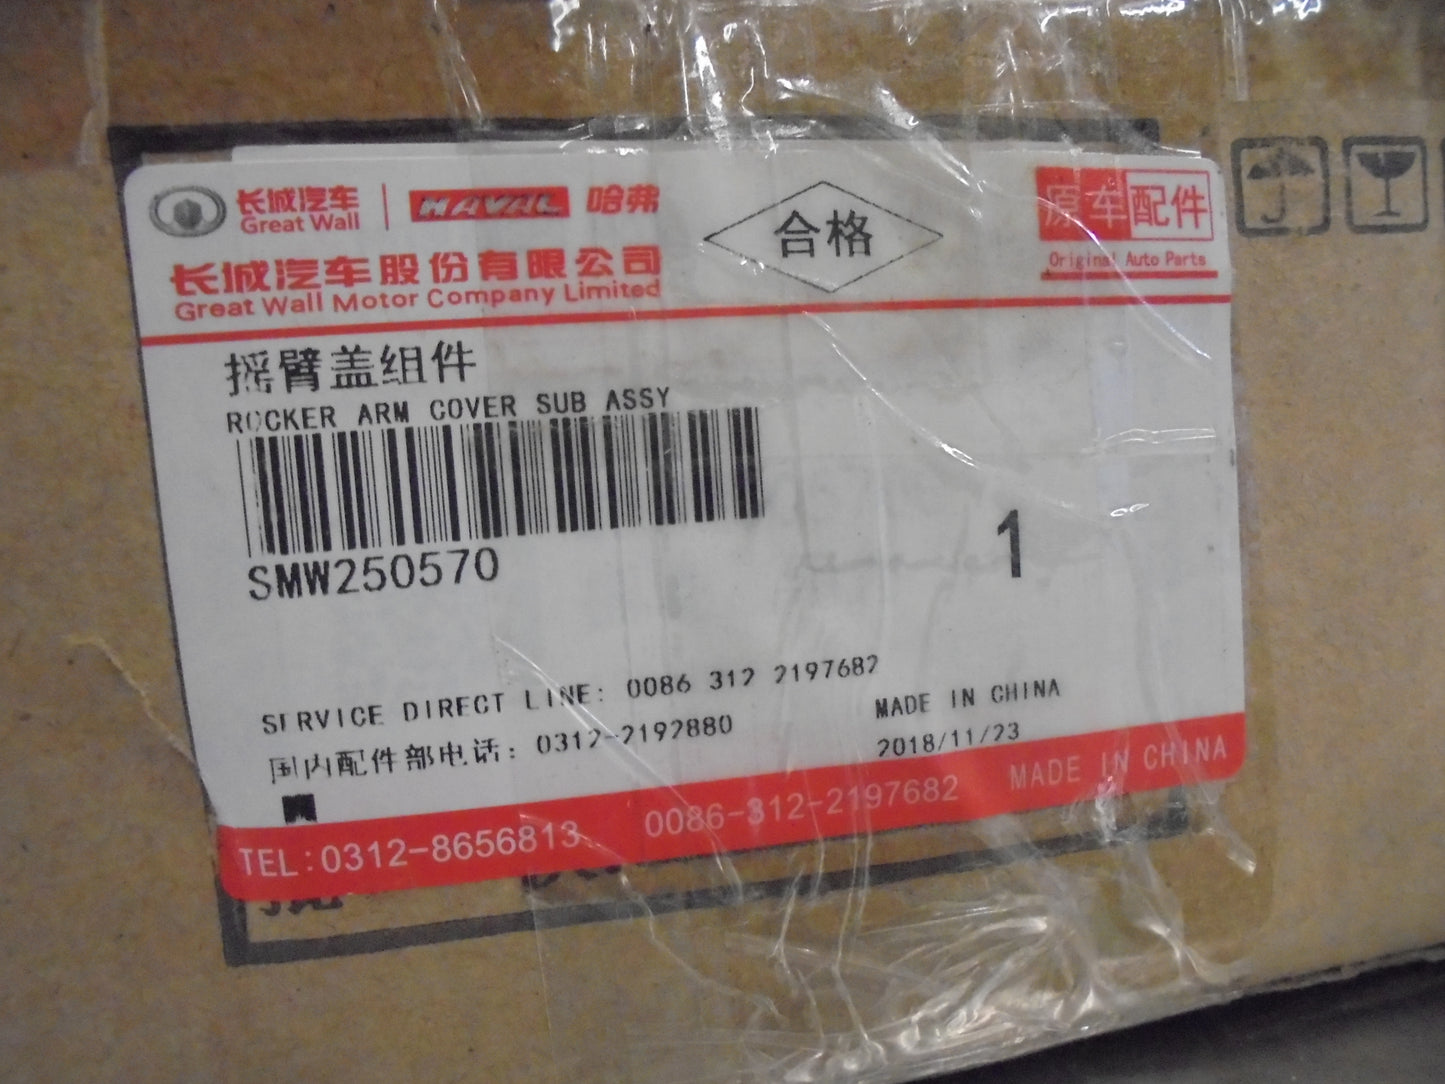 长城汽车 HAVAL 哈弗
Great Wall
长城汽车股份有限公司
Great Wall Motor Company Limited
合格
原车配件
Original Auto Parts
摇臂盖组件
ROCKER ARM COVER SUB ASSY
SMW250570
1
SERVICE DIRECT LINE: 0086 312 2197682
国内配件部电话: 0312-2192880
MADE IN CHINA
2018/11/23
TEL:0312-8656813 0086-312-2197682 MADE IN CHINA